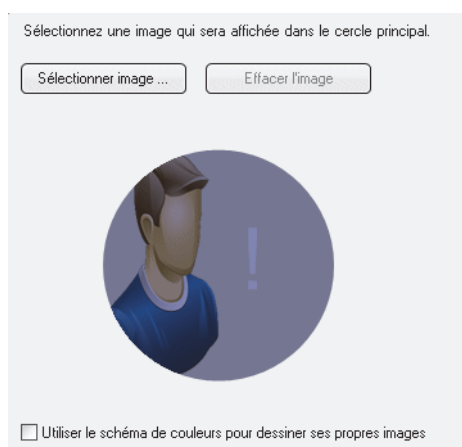 Sélectionnez une image qui sera affichée dans le cercle principal.
Sélectionner image ...
Effacer l'image
!
Utiliser le schéma de couleurs pour dessiner ses propres images